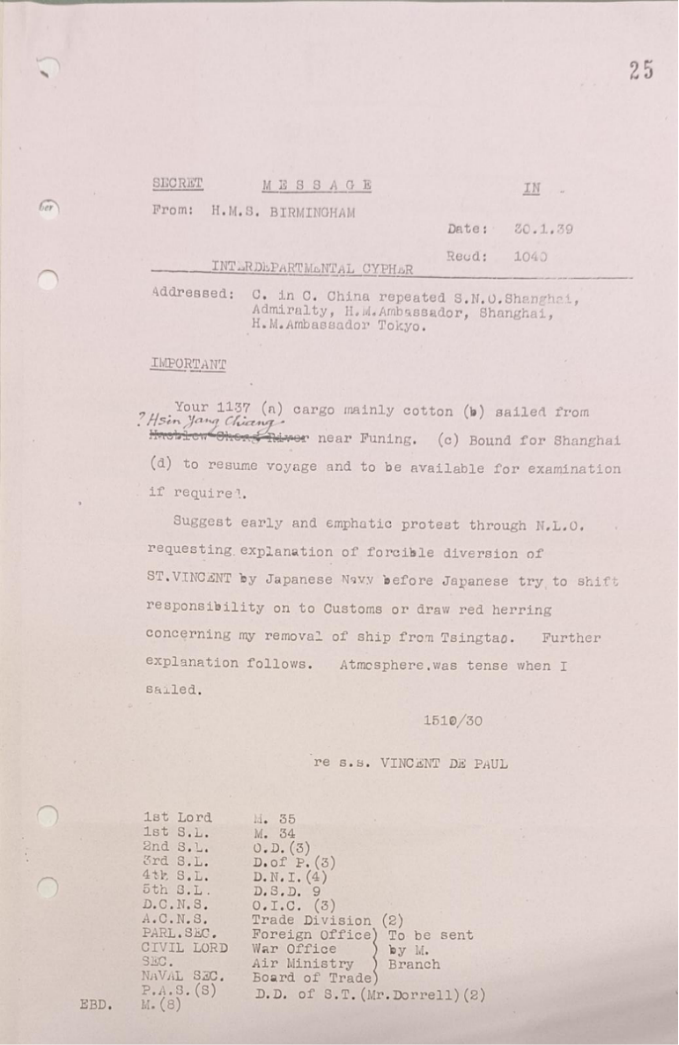 25
SECRET MESSAGE IN
From: H.M.S. BIRMINGHAM
Date: 30.1.39
Recd: 1040
INTERDEPARTMENTAL CYPHER
Addressed: C. in C. China repeated S.N.O.Shanghai,
Admiralty, H.M.Ambassador, Shanghai,
H.M.Ambassador Tokyo.
IMPORTANT
Your 1137 (a) cargo mainly cotton (b) sailed from
? Hsin Yang Chiang.
near Funing. (c) Bound for Shanghai
(d) to resume voyage and to be available for examination
if required.
Suggest early and emphatic protest through N.L.O.
requesting explanation of forcible diversion of
ST.VINCENT by Japanese Navy before Japanese try to shift
responsibility on to Customs or draw red herring
concerning my removal of ship from Tsingtao. Further
explanation follows. Atmosphere.was tense when I
sailed.
1510/30
re s.s. VINCENT DE PAUL
1st Lord M. 35
1st S.L. M. 34
2nd S.L. O.D.(3)
3rd S.L. D.of P.(3)
4th S.L. D.N.I.(4)
5th S.L. D.S.D. 9
D.C.N.S. O.I.C. (3)
A.C.N.S. Trade Division (2)
PARL.SEC. Foreign Office) To be sent
CIVIL LORD War Office ) by M.
SEC. Air Ministry ) Branch
NAVAL SEC. Board of Trade)
P.A.S.(S) D.D. of S.T.(Mr.Dorrell)(2)
EBD. M.(S)